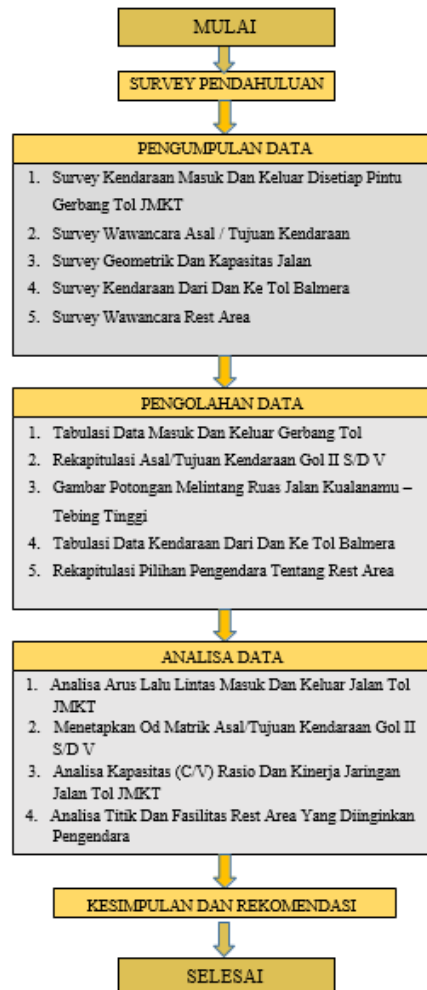 MULAI
SURVEY PENDAHULUAN
PENGUMPULAN DATA
1. Survey Kendaraan Masuk Dan Keluar Disetiap Pintu
Gerbang Tol JMKT
2. Survey Wawancara Asal / Tujuan Kendaraan
3. Survey Geometrik Dan Kapasitas Jalan
4. Survey Kendaraan Dari Dan Ke Tol Balmera
5. Survey Wawancara Rest Area
PENGOLAHAN DATA
1. Tabulasi Data Masuk Dan Keluar Gerbang Tol
2. Rekapitulasi Asal/Tujuan Kendaraan Gol II S/D V
3. Gambar Potongan Melintang Ruas Jalan Kualanamu –
Tebing Tinggi
4. Tabulasi Data Kendaraan Dari Dan Ke Tol Balmera
5. Rekapitulasi Pilihan Pengendara Tentang Rest Area
ANALISA DATA
1. Analisa Arus Lalu Lintas Masuk Dan Keluar Jalan Tol
JMKT
2. Menetapkan Od Matrik Asal/Tujuan Kendaraan Gol II
S/D V
3. Analisa Kapasitas (C/V) Rasio Dan Kinerja Jaringan
Jalan Tol JMKT
4. Analisa Titik Dan Fasilitas Rest Area Yang Diinginkan
Pengendara
KESIMPULAN DAN REKOMENDASI
SELESAI